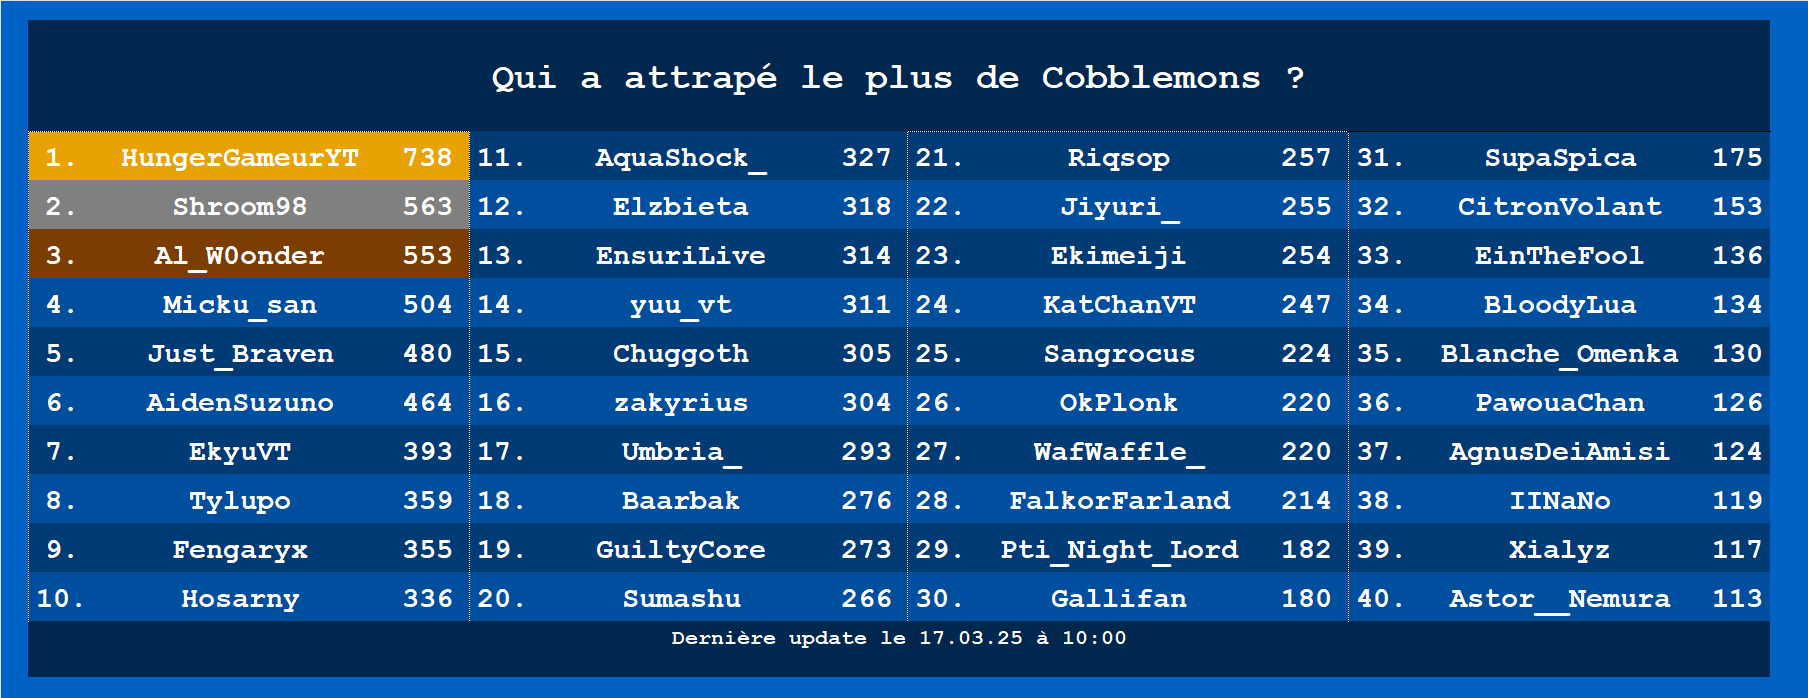 Qui a attrapé le plus de Cobblemons ?
1. HungerGameurYT 738
2. Shroom98 563
3. Al_W0onder 553
4. Micku_san 504
5. Just_Braven 480
6. AidenSuzuno 464
7. EkyuVT 393
8. Tylupo 359
9. Fengaryx 355
10. Hosarny 336
11. AquaShock_ 327
12. Elzbieta 318
13. EnsuriLive 314
14. yuu_vt 311
15. Chuggoth 305
16. zakyrius 304
17. Umbria_ 293
18. Baarbak 276
19. GuiltyCore 273
20. Sumashu 266
21. Riqsop 257
22. Jiyuri_ 255
23. Ekimeiji 254
24. KatChanVT 247
25. Sangrocus 224
26. OkPlonk 220
27. WafWaffle_ 220
28. FalkorFarland 214
29. Pti_Night_Lord 182
30. Gallifan 180
31. SupaSpica 175
32. CitronVolant 153
33. EinTheFool 136
34. BloodyLua 134
35. Blanche_Omenka 130
36. PawouaChan 126
37. AgnusDeiAmisi 124
38. IINaNo 119
39. Xialyz 117
40. Astor__Nemura 113
Dernière update le 17.03.25 à 10:00